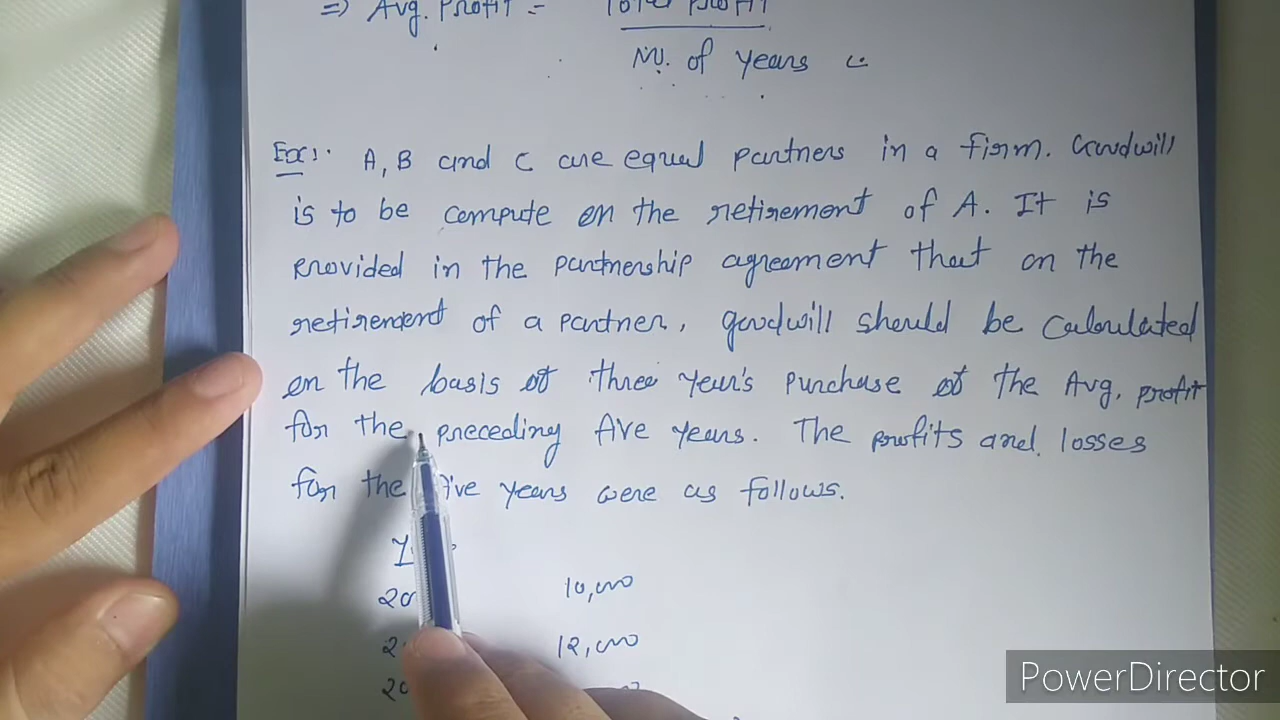 => Avg. Profit = Total profit
No. of years
Ex: A, B and C are equal partners in a firm. Goodwill
is to be compute on the retirement of A. It is
Provided in the partnership agreement that on the
retirement of a partner, goodwill should be calculated
on the basis of three year's purchase of the Avg. profit
for the preceding five years. The profits and losses
for the five years were as follows.
10,000
12,000
PowerDirector